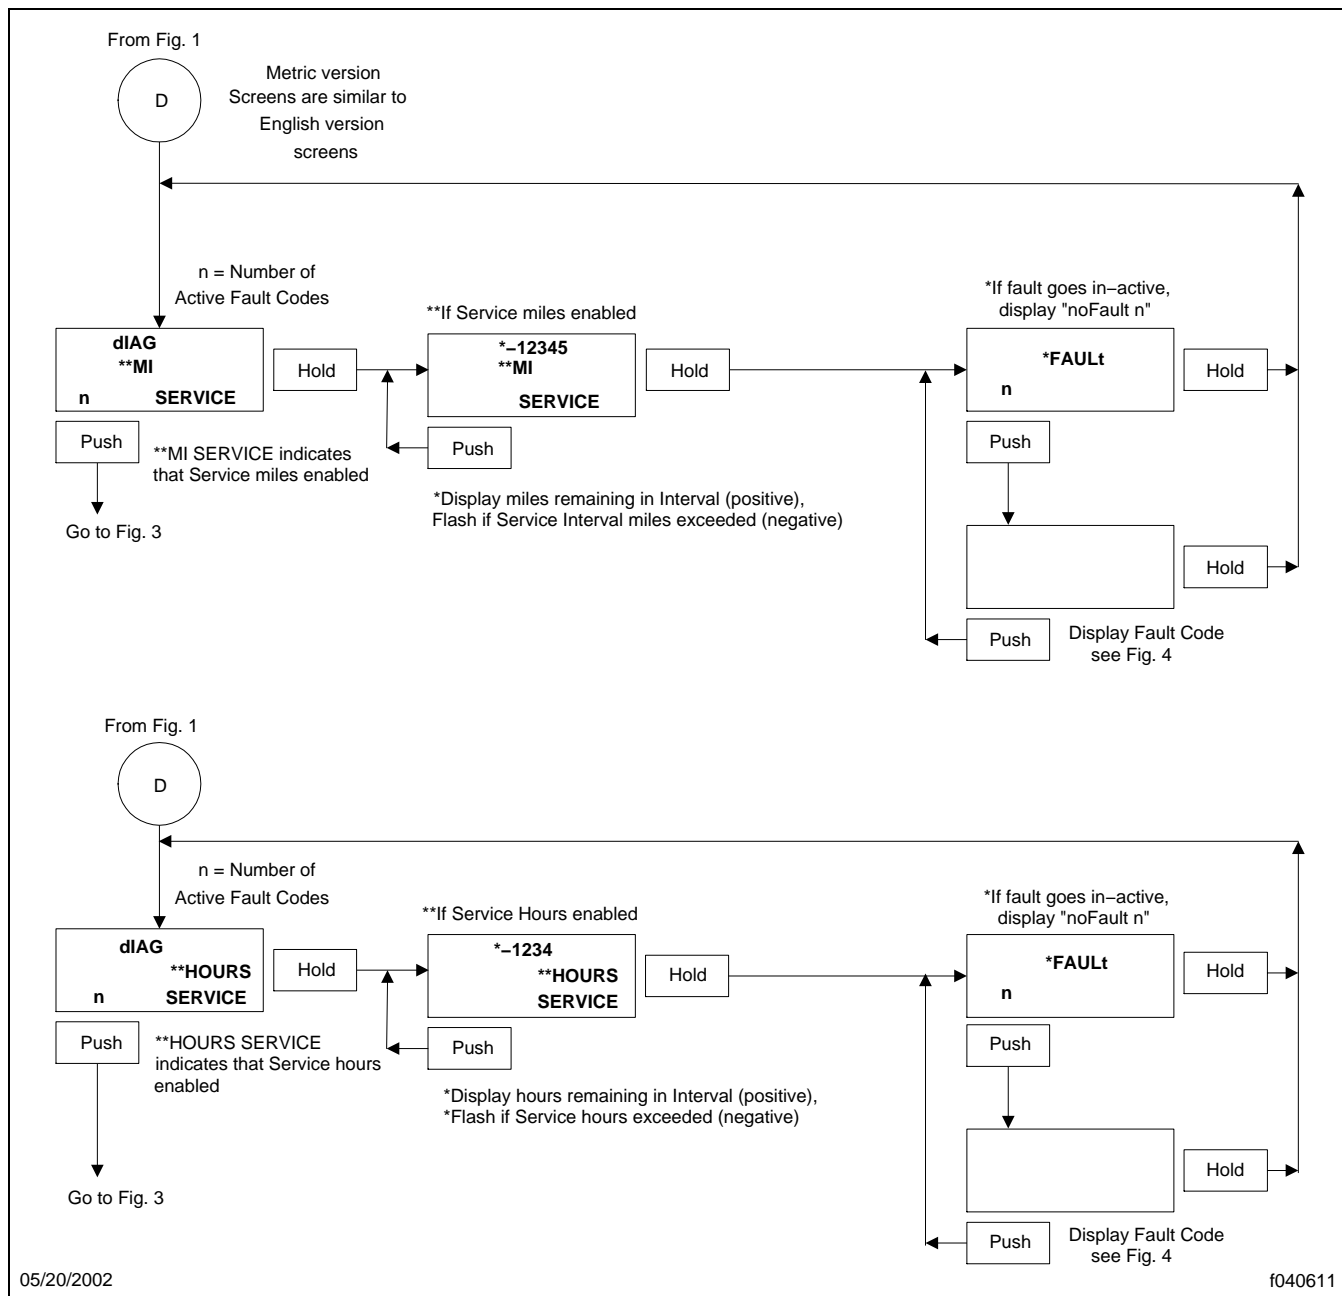 From Fig. 1
D
Metric version
Screens are similar to
English version
screens
n = Number of
Active Fault Codes
dIAG
**MI
n SERVICE
Hold
Push
**MI SERVICE indicates
that Service miles enabled
Go to Fig. 3
**If Service miles enabled
*–12345
**MI
SERVICE
Hold
Push
*Display miles remaining in Interval (positive),
Flash if Service Interval miles exceeded (negative)
*If fault goes in–active,
display "noFault n"
*FAULt
n
Hold
Push
Hold
Push
Display Fault Code
see Fig. 4
From Fig. 1
D
n = Number of
Active Fault Codes
dIAG
**HOURS
n SERVICE
Hold
Push
**HOURS SERVICE
indicates that Service hours
enabled
Go to Fig. 3
**If Service Hours enabled
*–1234
**HOURS
SERVICE
Hold
Push
*Display hours remaining in Interval (positive),
*Flash if Service hours exceeded (negative)
*If fault goes in–active,
display "noFault n"
*FAULt
n
Hold
Push
Hold
Push
Display Fault Code
see Fig. 4
05/20/2002
f040611